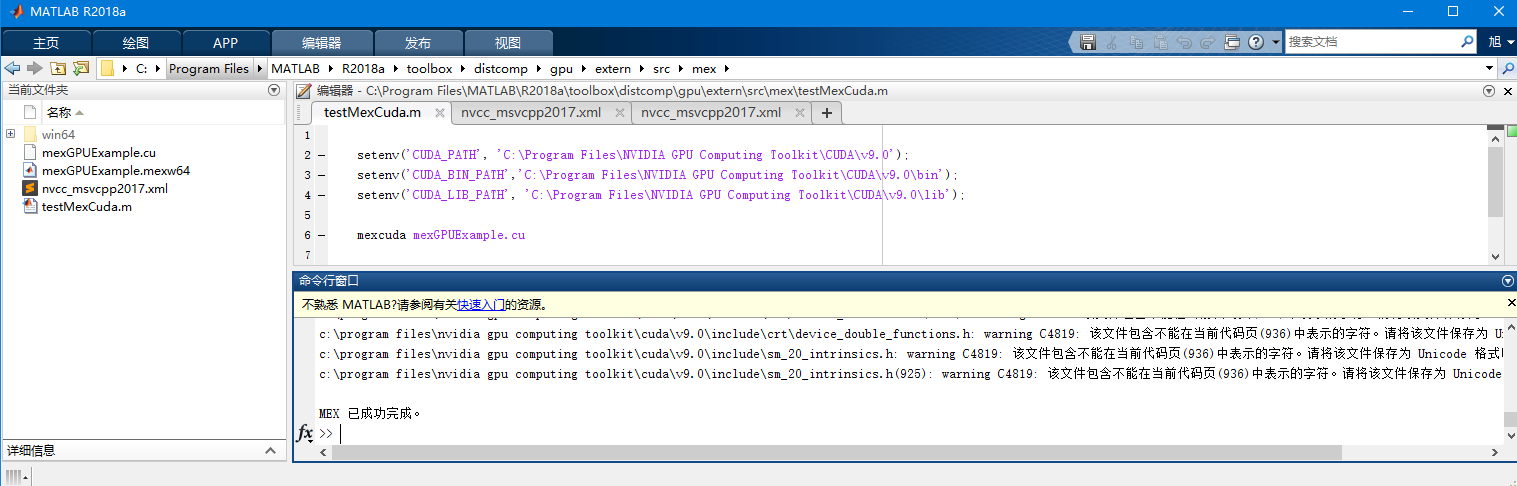 MATLAB R2018a
主页 绘图 APP 编辑器 发布 视图 搜索文档 旭
C: Program Files MATLAB R2018a toolbox distcomp gpu extern src mex
当前文件夹
名称
win64
mexGPUExample.cu
mexGPUExample.mexw64
nvcc_msvcpp2017.xml
testMexCuda.m
详细信息
编辑器 - C:\Program Files\MATLAB\R2018a\toolbox\distcomp\gpu\extern\src\mex\testMexCuda.m
testMexCuda.m nvcc_msvcpp2017.xml nvcc_msvcpp2017.xml
1
2 setenv('CUDA_PATH', 'C:\Program Files\NVIDIA GPU Computing Toolkit\CUDA\v9.0');
3 setenv('CUDA_BIN_PATH','C:\Program Files\NVIDIA GPU Computing Toolkit\CUDA\v9.0\bin');
4 setenv('CUDA_LIB_PATH', 'C:\Program Files\NVIDIA GPU Computing Toolkit\CUDA\v9.0\lib');
5
6 mexcuda mexGPUExample.cu
7
命令行窗口
不熟悉 MATLAB?请参阅有关快速入门的资源。
c:\program files\nvidia gpu computing toolkit\cuda\v9.0\include\crt\device_double_functions.h: warning C4819: 该文件包含不能在当前代码页(936)中表示的字符。请将该文件保存为 Un
c:\program files\nvidia gpu computing toolkit\cuda\v9.0\include\sm_20_intrinsics.h: warning C4819: 该文件包含不能在当前代码页(936)中表示的字符。请将该文件保存为 Unicode 格式
c:\program files\nvidia gpu computing toolkit\cuda\v9.0\include\sm_20_intrinsics.h(925): warning C4819: 该文件包含不能在当前代码页(936)中表示的字符。请将该文件保存为 Unicode
MEX 已成功完成。
fx >>